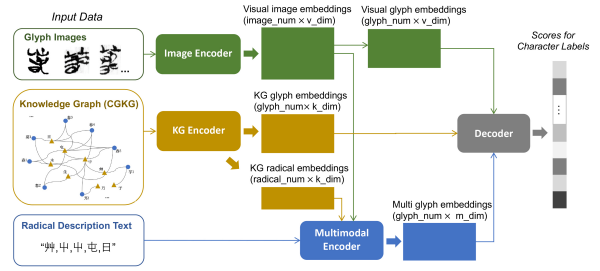 Input Data
Glyph Images
...
Image Encoder
Visual image embeddings
(image_num × v_dim)
Visual glyph embeddings
(glyph_num × v_dim)
Scores for
Character Labels
Knowledge Graph (CGKG)
KG Encoder
KG glyph embeddings
(glyph_num× k_dim)
Decoder
KG radical embeddings
(radical_num × k_dim)
Radical Description Text
“艸,屮,屮,屯,日”
Multimodal
Encoder
Multi glyph embeddings
(glyph_num × m_dim)